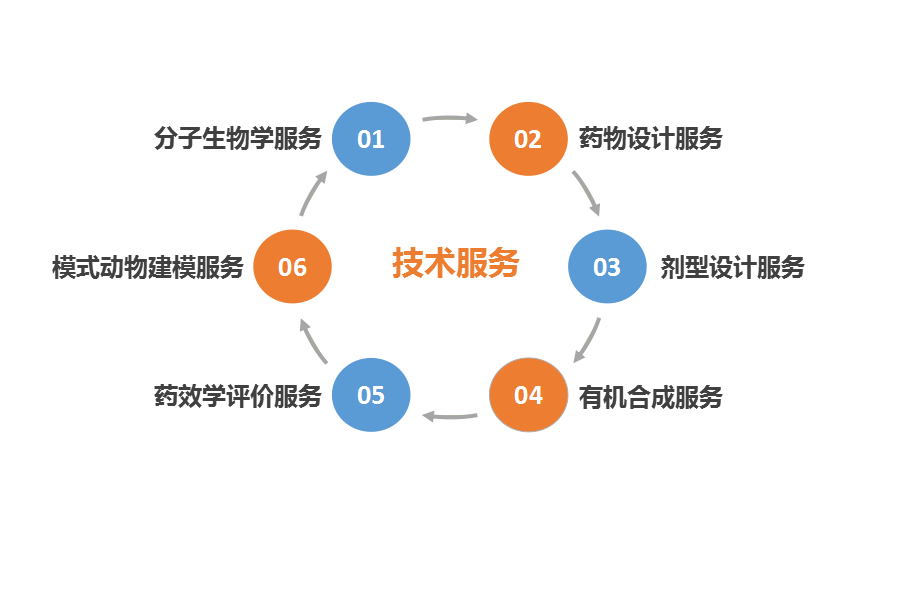 分子生物学服务
01
02
药物设计服务
模式动物建模服务
06
技术服务
03
剂型设计服务
药效学评价服务
05
04
有机合成服务